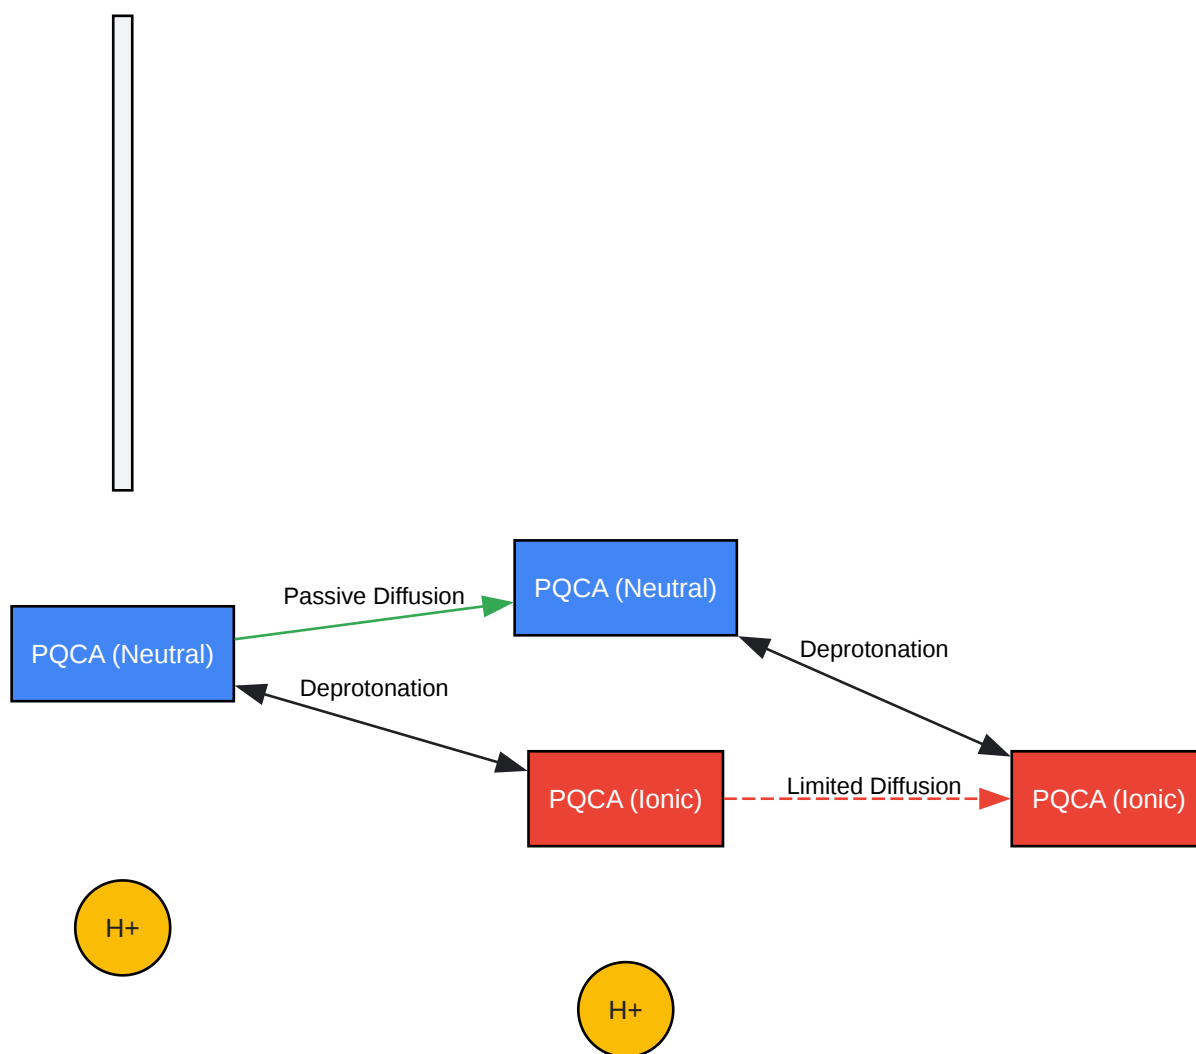 PQCA (Neutral)
Passive Diffusion
PQCA (Neutral)
Deprotonation
Deprotonation
PQCA (Ionic)
Limited Diffusion
PQCA (Ionic)
H+
H+